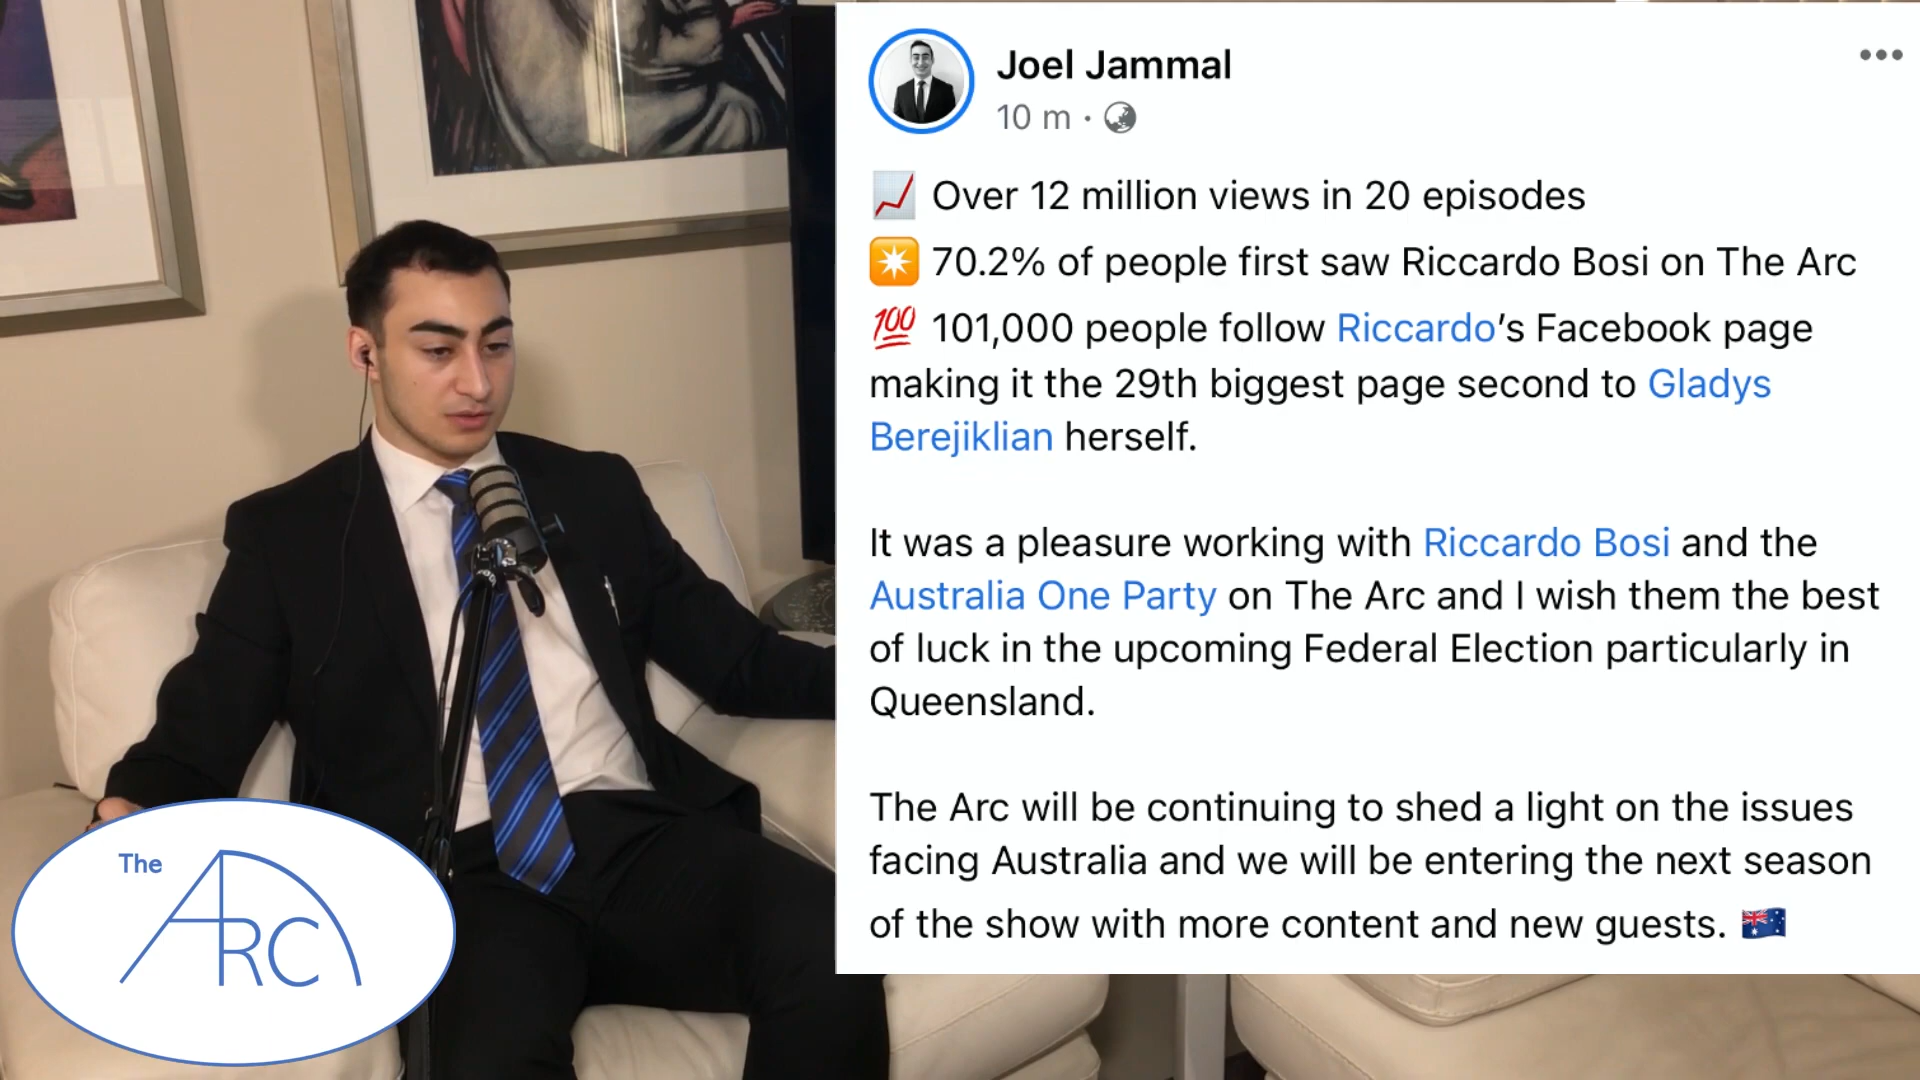 Joel Jammal
10 m ·
📈 Over 12 million views in 20 episodes
✴️ 70.2% of people first saw Riccardo Bosi on The Arc
💯 101,000 people follow Riccardo’s Facebook page
making it the 29th biggest page second to Gladys
Berejiklian herself.
It was a pleasure working with Riccardo Bosi and the
Australia One Party on The Arc and I wish them the best
of luck in the upcoming Federal Election particularly in
Queensland.
The Arc will be continuing to shed a light on the issues
facing Australia and we will be entering the next season
of the show with more content and new guests. 🇦🇺
The
ARC